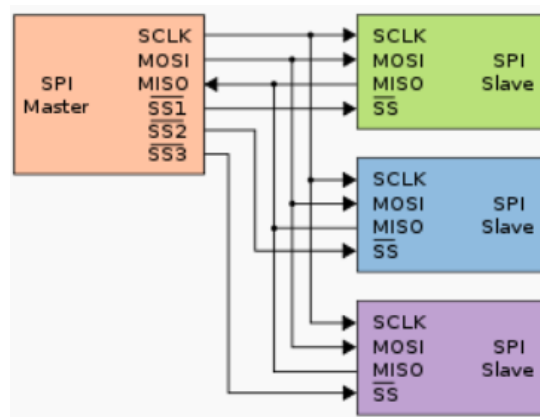 SCLK
MOSI
SPI MISO
Master SS1
SS2
SS3
SCLK
MOSI SPI
MISO Slave
SS
SCLK
MOSI SPI
MISO Slave
SS
SCLK
MOSI SPI
MISO Slave
SS